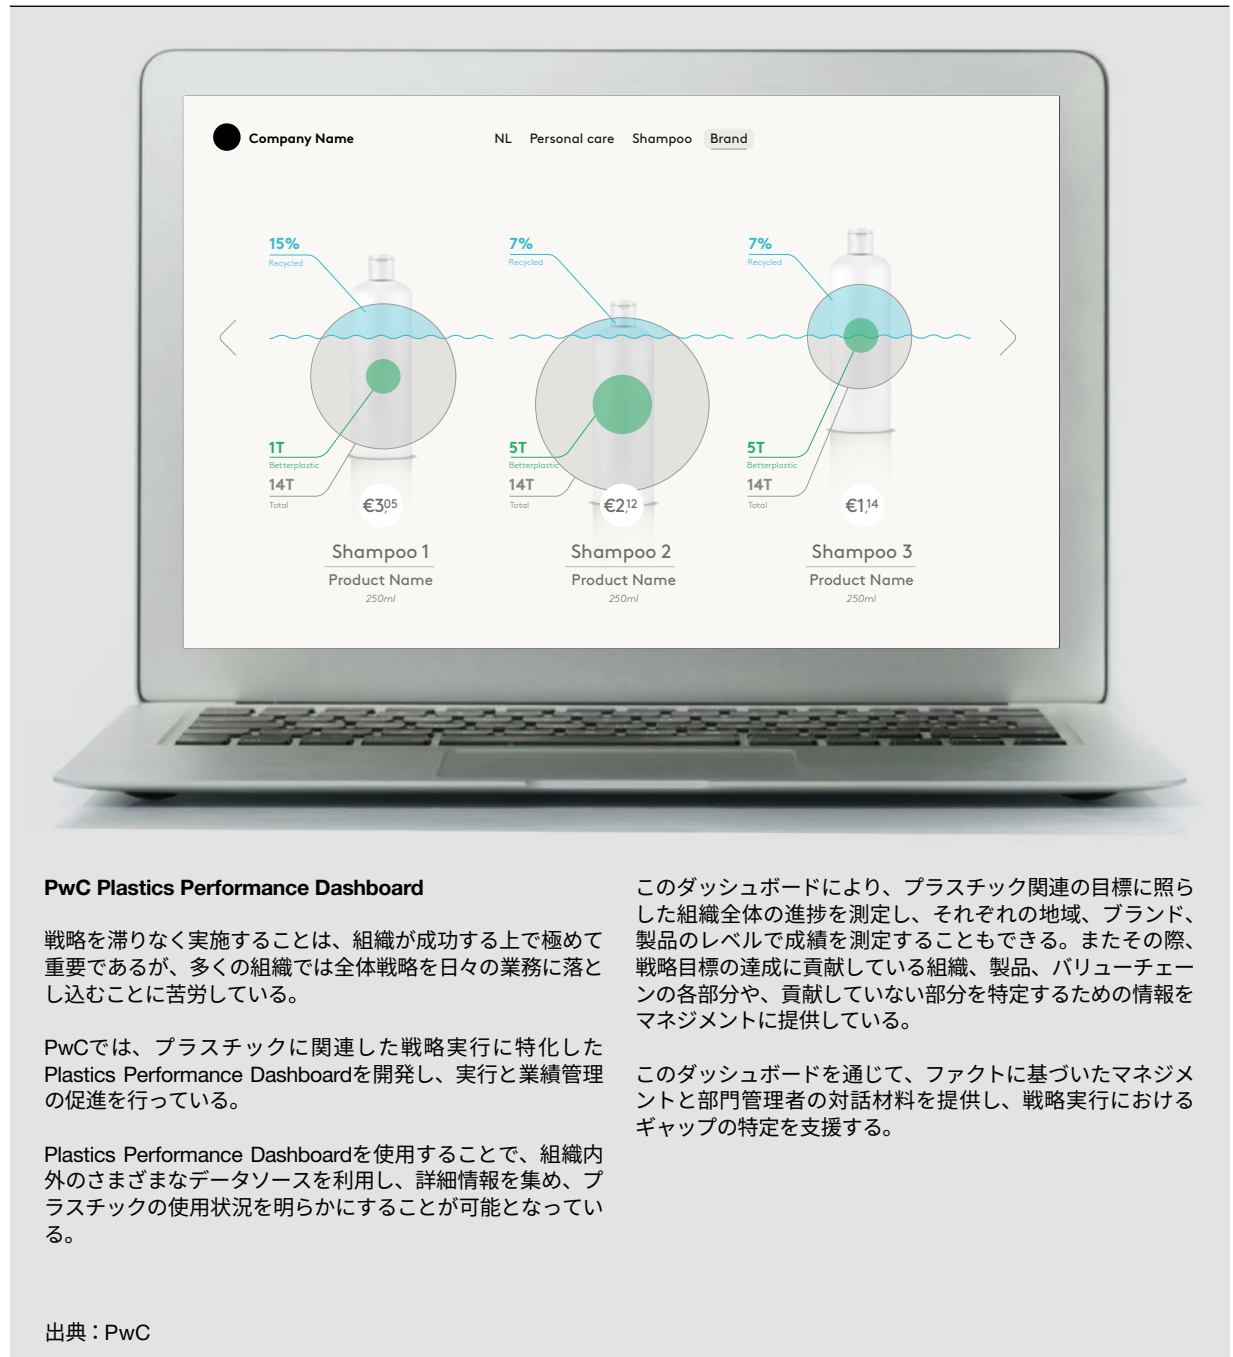 Company Name
NL Personal care Shampoo Brand
15%
Recycled
7%
Recycled
7%
Recycled
1T
Betterplastic
14T
Total
5T
Betterplastic
14T
Total
5T
Betterplastic
14T
Total
€3,05
€2,12
€1,14
Shampoo 1
Product Name
250ml
Shampoo 2
Product Name
250ml
Shampoo 3
Product Name
250ml
PwC Plastics Performance Dashboard
戦略を滞りなく実施することは、組織が成功する上で極めて
重要であるが、多くの組織では全体戦略を日々の業務に落と
し込むことに苦労している。
PwCでは、プラスチックに関連した戦略実行に特化した
Plastics Performance Dashboardを開発し、実行と業績管理
の促進を行っている。
Plastics Performance Dashboardを使用することで、組織内
外のさまざまなデータソースを利用し、詳細情報を集め、プ
ラスチックの使用状況を明らかにすることが可能となってい
る。
このダッシュボードにより、プラスチック関連の目標に照ら
した組織全体の進捗を測定し、それぞれの地域、ブランド、
製品のレベルで成績を測定することもできる。またその際、
戦略目標の達成に貢献している組織、製品、バリューチェー
ンの各部分や、貢献していない部分を特定するための情報を
マネジメントに提供している。
このダッシュボードを通じて、ファクトに基づいたマネジメ
ントと部門管理者の対話材料を提供し、戦略実行における
ギャップの特定を支援する。
出典：PwC